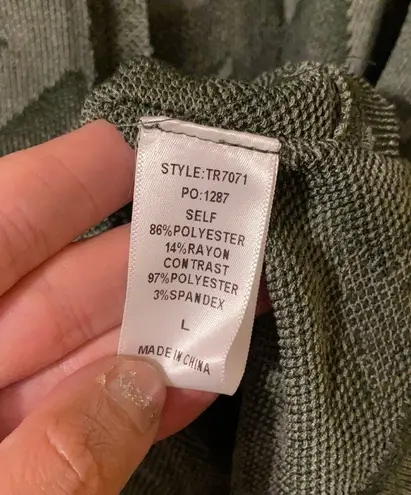 STYLE:TR7071
PO:1287
SELF
86%POLYESTER
14%RAYON
CONTRAST
97%POLYESTER
3%SPANDEX
L
MADE IN CHINA